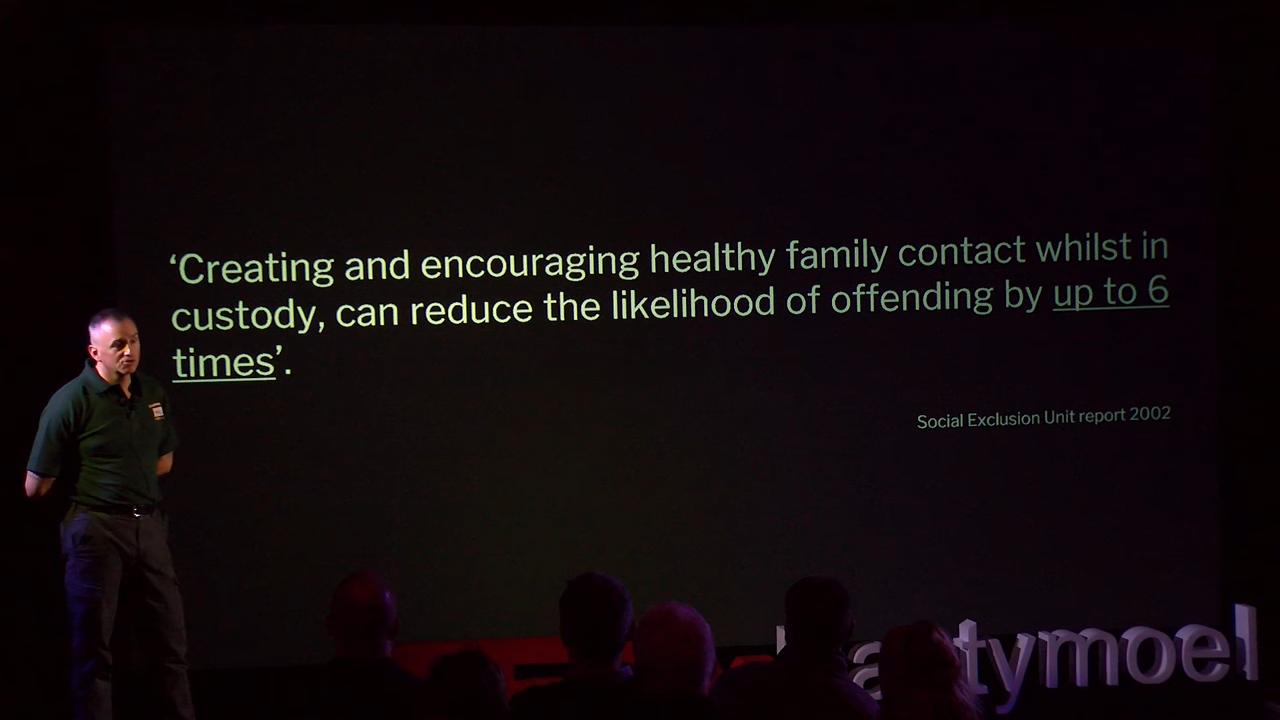 ‘Creating and encouraging healthy family contact whilst in
custody, can reduce the likelihood of offending by up to 6
times’.
Social Exclusion Unit report 2002
tymoel